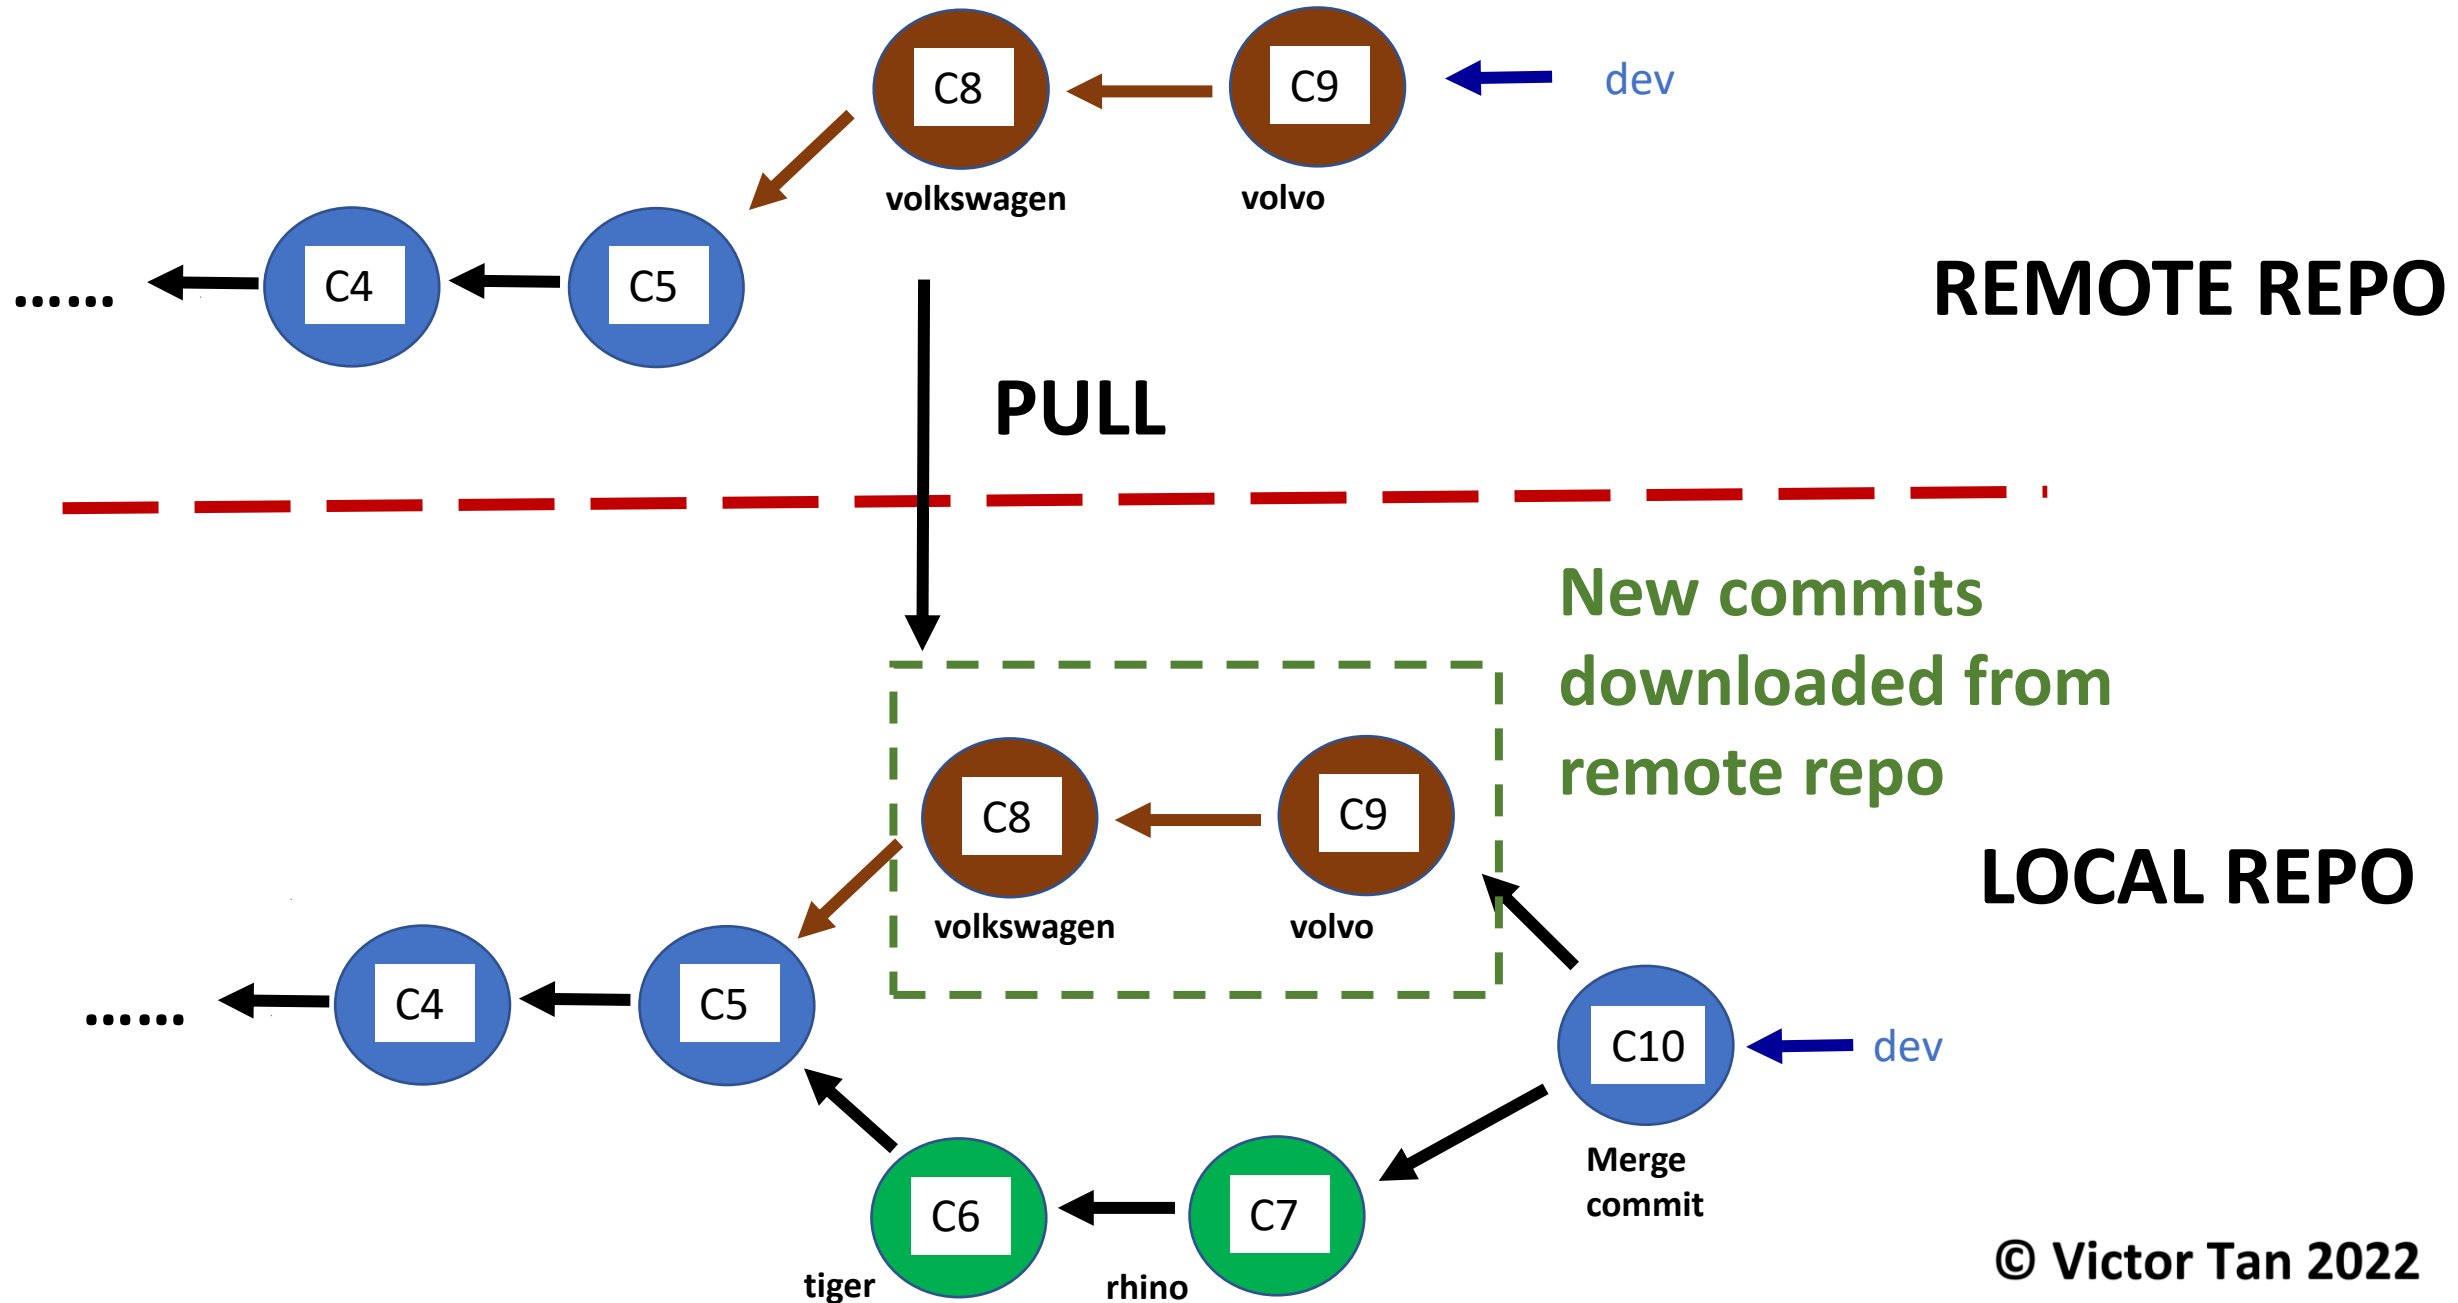 C8
C9
dev
volkswagen
volvo
C4
C5
......
REMOTE REPO
PULL
New commits
downloaded from
remote repo
C8
C9
LOCAL REPO
volkswagen
volvo
C4
C5
......
C10
dev
Merge
commit
C6
C7
tiger
rhino
© Victor Tan 2022